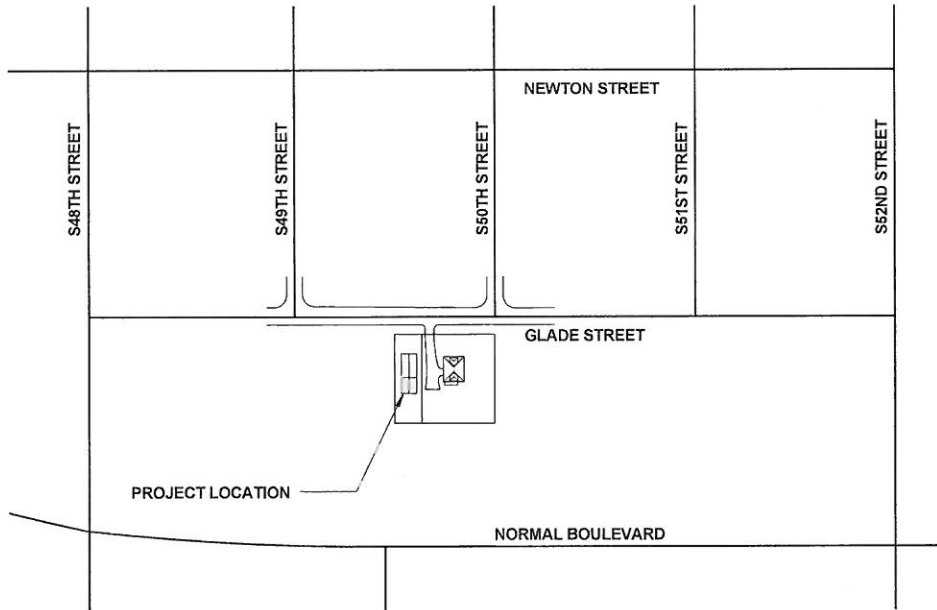 NEWTON STREET
S48TH STREET
S49TH STREET
S50TH STREET
S51ST STREET
S52ND STREET
GLADE STREET
PROJECT LOCATION
NORMAL BOULEVARD